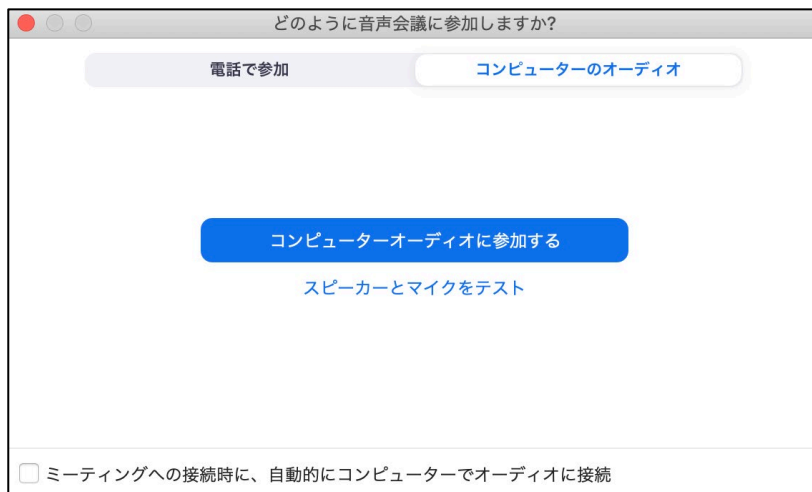 どのように音声会議に参加しますか?
電話で参加
コンピューターのオーディオ
コンピューターオーディオに参加する
スピーカーとマイクをテスト
ミーティングへの接続時に、自動的にコンピューターでオーディオに接続